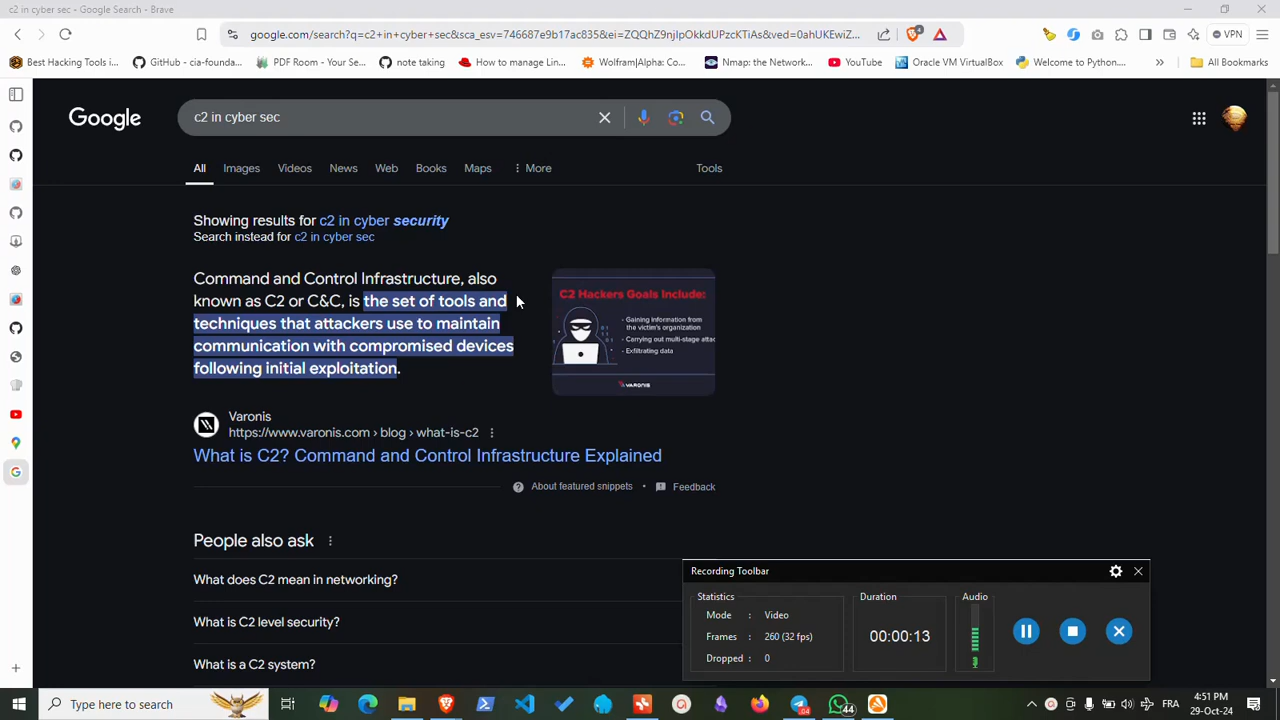 c2 in cyber sec - Google Search - Brave
google.com/search?q=c2+in+cyber+sec&sca_esv=746687e9b17ac835&ei=ZQQhZ9njIpOkkdUPzcKTiAs&ved=0ahUKEwiZ...
4
VPN
Best Hacking Tools i...
GitHub - cia-founda...
PDF Room - Your Se...
note taking
How to manage Lin...
Wolfram|Alpha: Co...
Nmap: the Network...
YouTube
Oracle VM VirtualBox
Welcome to Python....
All Bookmarks
Google
c2 in cyber sec
All
Images
Videos
News
Web
Books
Maps
More
Tools
Showing results for c2 in cyber security
Search instead for c2 in cyber sec
Command and Control Infrastructure, also
known as C2 or C&C, is the set of tools and
techniques that attackers use to maintain
communication with compromised devices
following initial exploitation.
C2 Hackers Goals Include:
- Gaining information from
the victim's organization
- Carrying out multi-stage attac
- Exfiltrating data
VARONIS
Varonis
https://www.varonis.com › blog › what-is-c2
What is C2? Command and Control Infrastructure Explained
About featured snippets
•
Feedback
People also ask
What does C2 mean in networking?
What is C2 level security?
What is a C2 system?
Recording Toolbar
Statistics
Mode : Video
Frames : 260 (32 fps)
Dropped : 0
Duration
00:00:13
Audio
Type here to search
44
FRA
4:51 PM
29-Oct-24